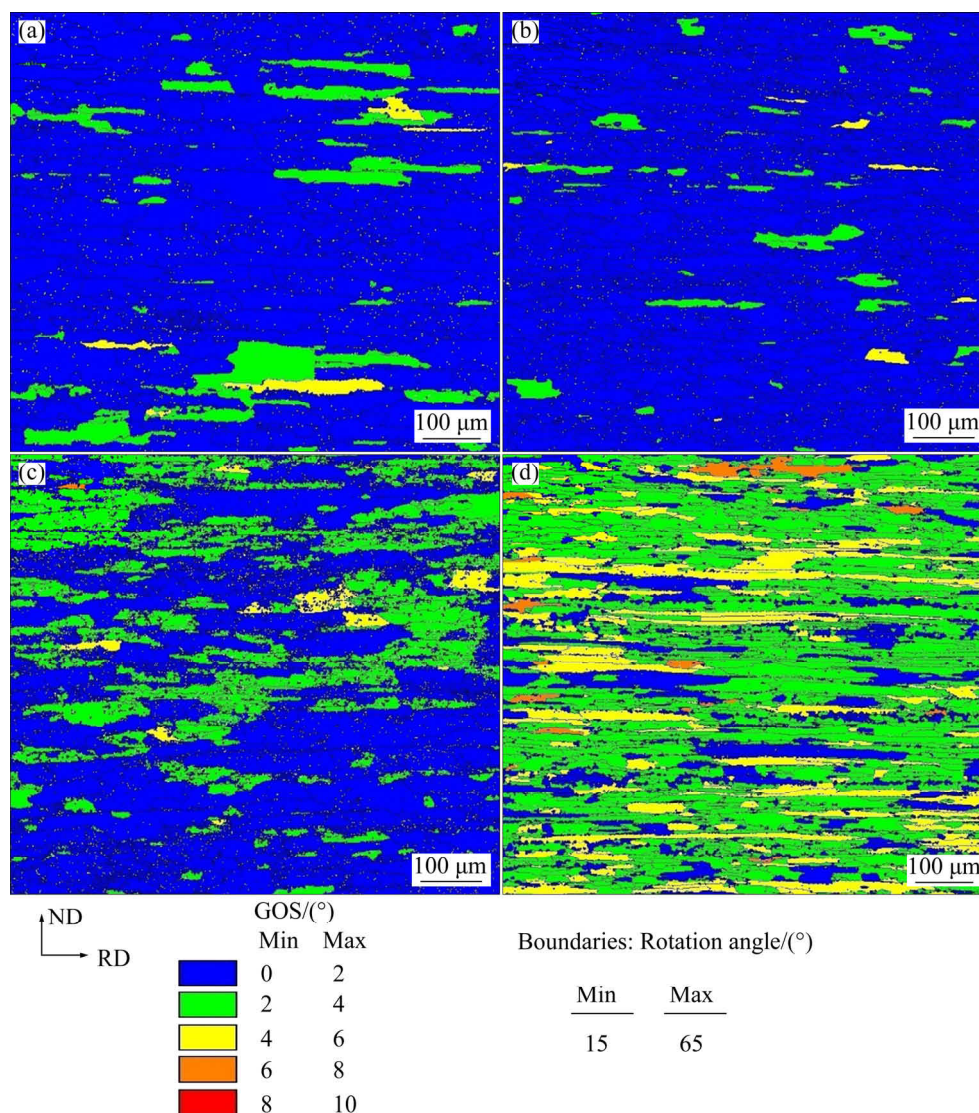 (a)
(b)
100 μm
100 μm
(c)
(d)
100 μm
100 μm
ND
RD
GOS/(°)
Min Max
0 2
2 4
4 6
6 8
8 10
Boundaries: Rotation angle/(°)
Min Max
15 65